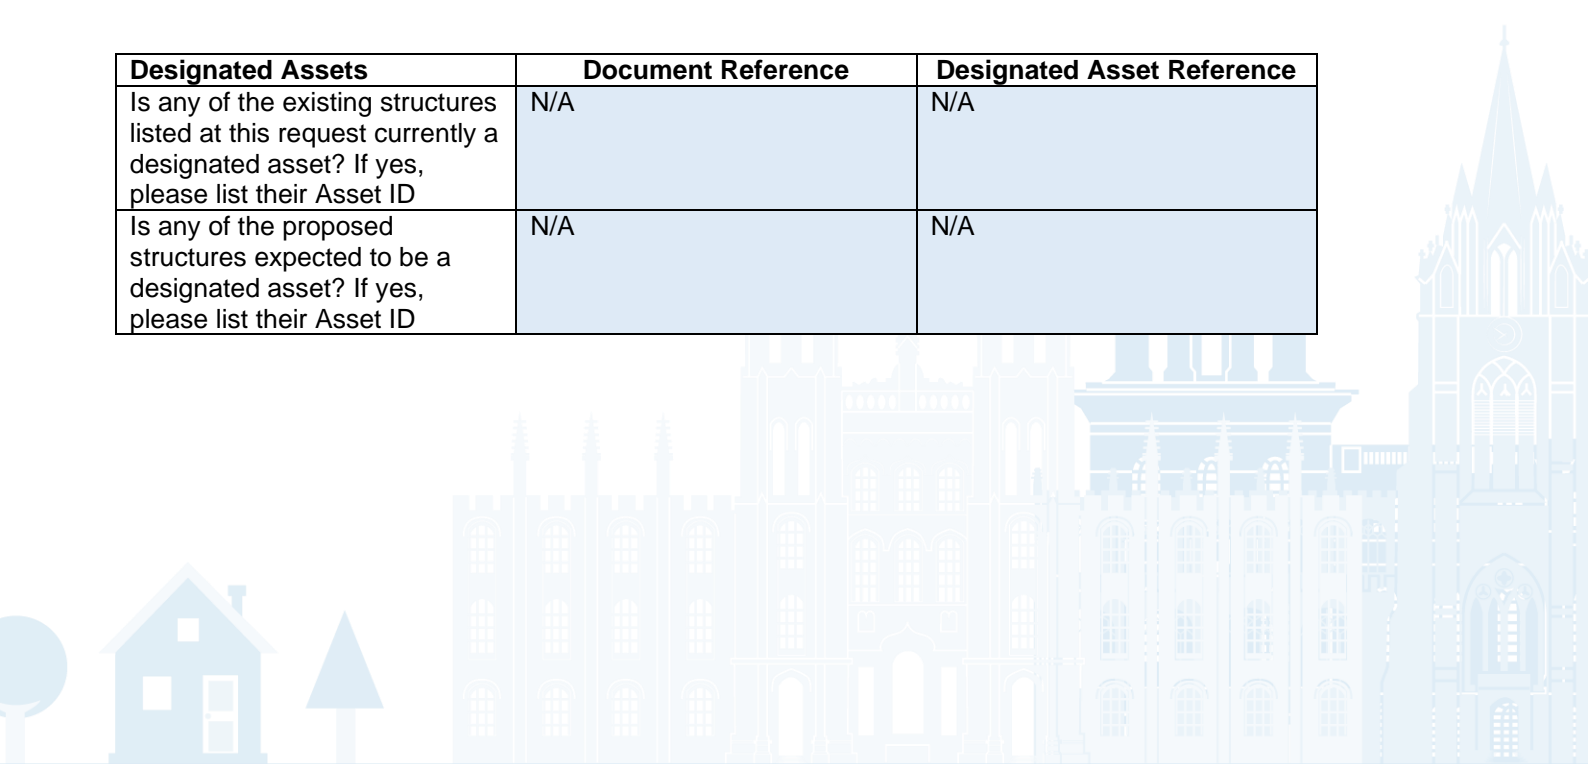 Designated Assets Document Reference Designated Asset Reference
Is any of the existing structures N/A N/A
listed at this request currently a
designated asset? If yes,
please list their Asset ID
Is any of the proposed N/A N/A
structures expected to be a
designated asset? If yes,
please list their Asset ID